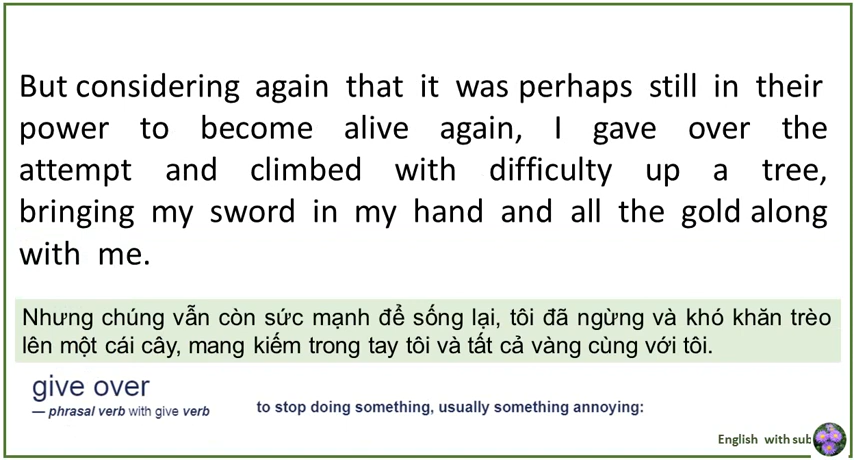 But considering again that it was perhaps still in their
power to become alive again, I gave over the
attempt and climbed with difficulty up a tree,
bringing my sword in my hand and all the gold along
with me.
Nhưng chúng vẫn còn sức mạnh để sống lại, tôi đã ngừng và khó khăn trèo
lên một cái cây, mang kiếm trong tay tôi và tất cả vàng cùng với tôi.
give over
— phrasal verb with give verb
to stop doing something, usually something annoying:
English with sub